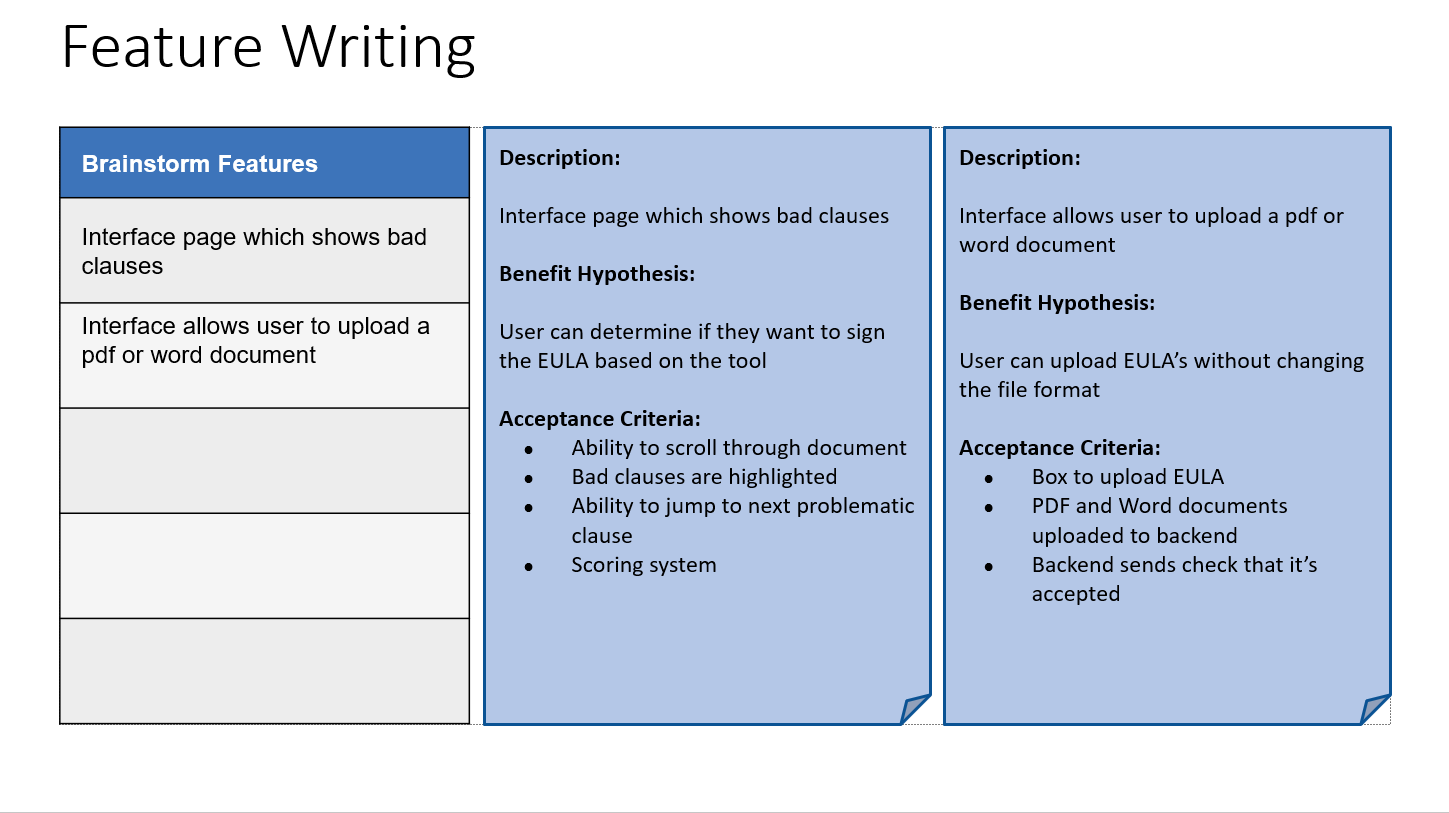 Feature Writing
Brainstorm Features
Interface page which shows bad
clauses
Interface allows user to upload a
pdf or word document
Description:
Interface page which shows bad clauses
Benefit Hypothesis:
User can determine if they want to sign
the EULA based on the tool
Acceptance Criteria:
• Ability to scroll through document
• Bad clauses are highlighted
• Ability to jump to next problematic
clause
• Scoring system
Description:
Interface allows user to upload a pdf or
word document
Benefit Hypothesis:
User can upload EULA’s without changing
the file format
Acceptance Criteria:
• Box to upload EULA
• PDF and Word documents
uploaded to backend
• Backend sends check that it’s
accepted